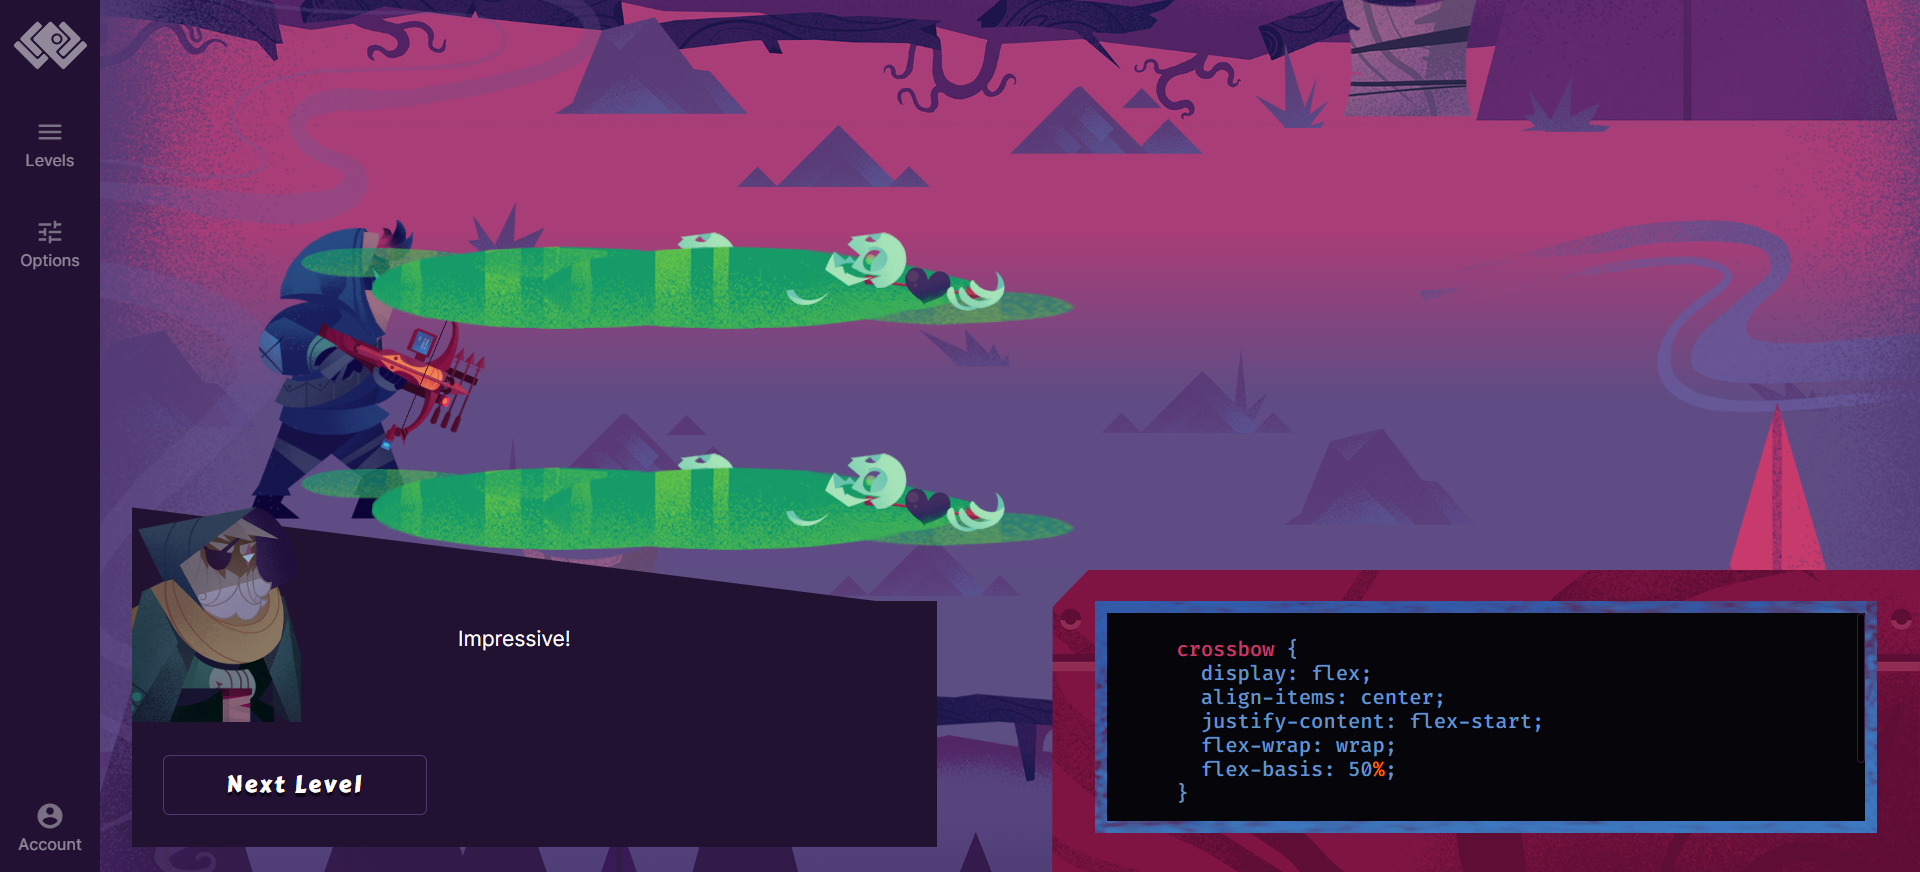 Levels
Options
Impressive!
Next Level
Account
crossbow {
display: flex;
align-items: center;
justify-content: flex-start;
flex-wrap: wrap;
flex-basis: 50%;
}